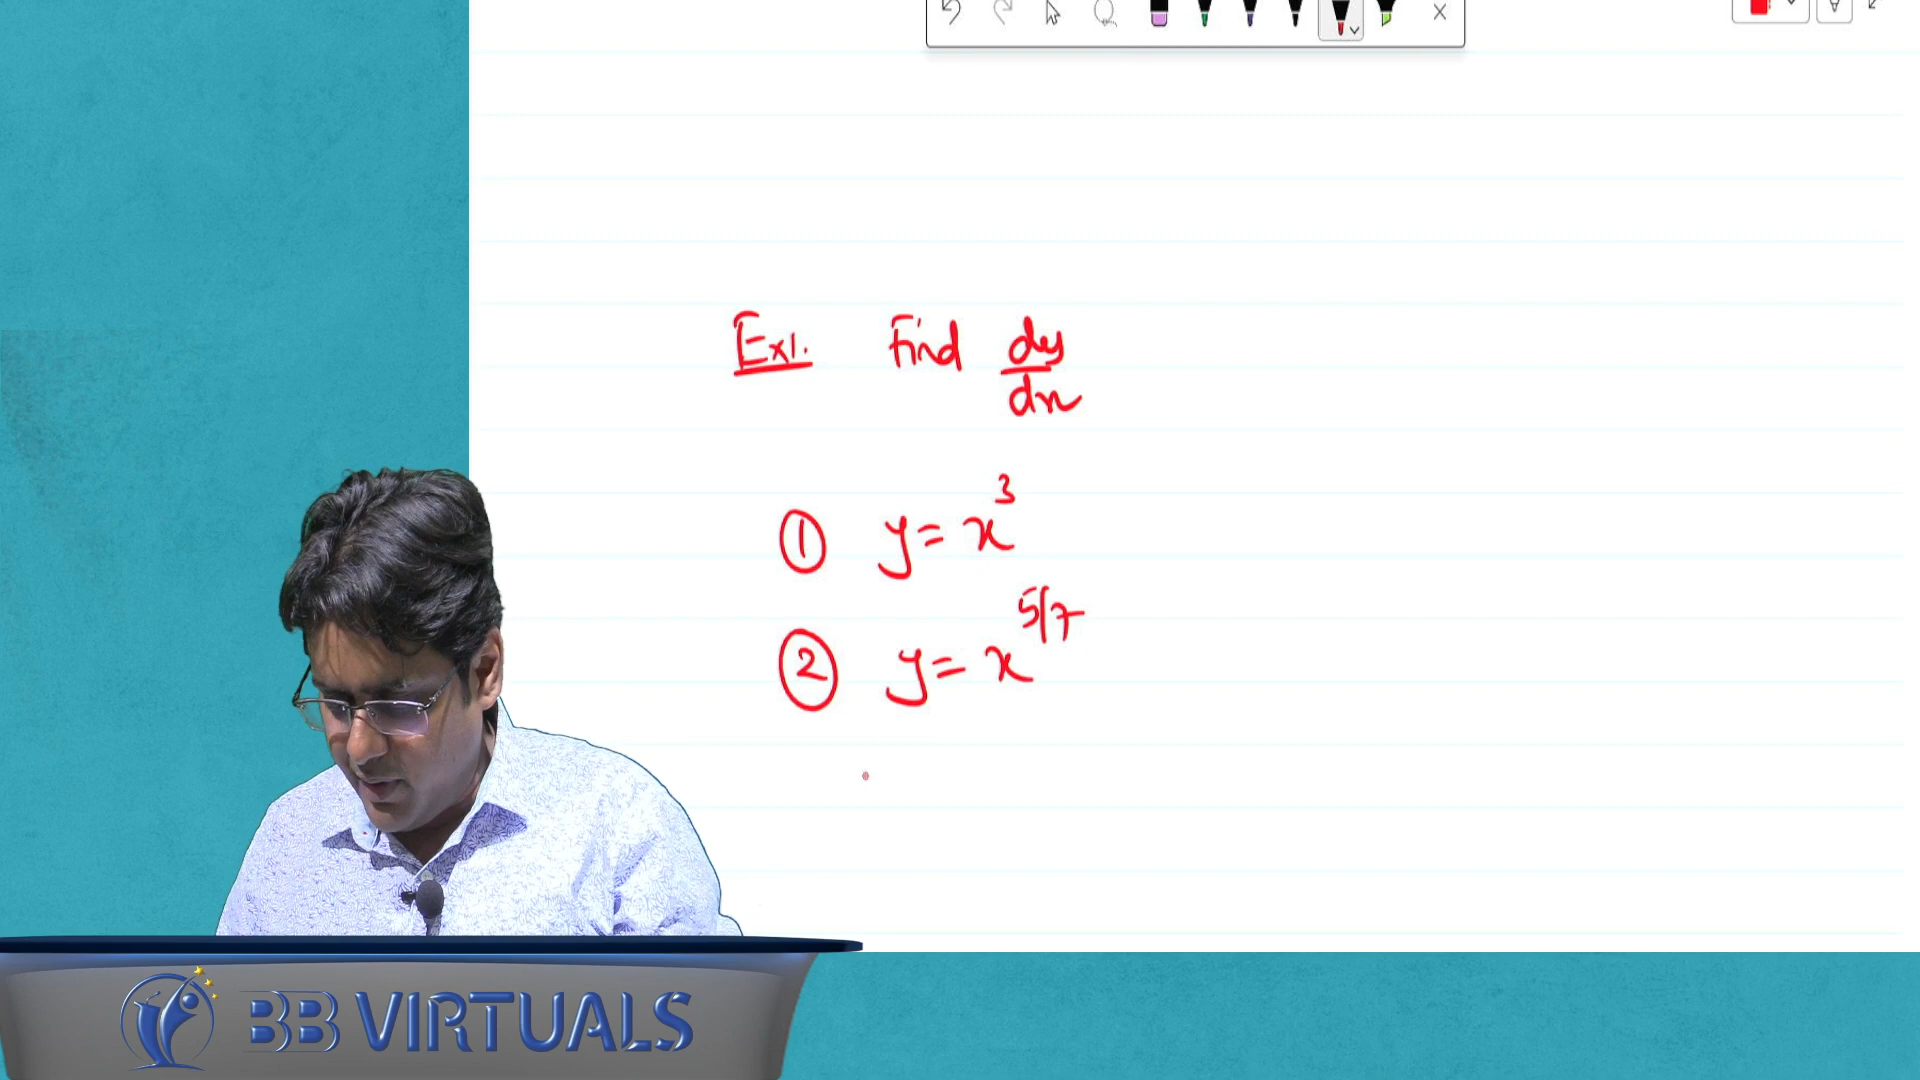 Ex1. Find dy/dx
① y = x³
② y = x^5/7
BB VIRTUALS